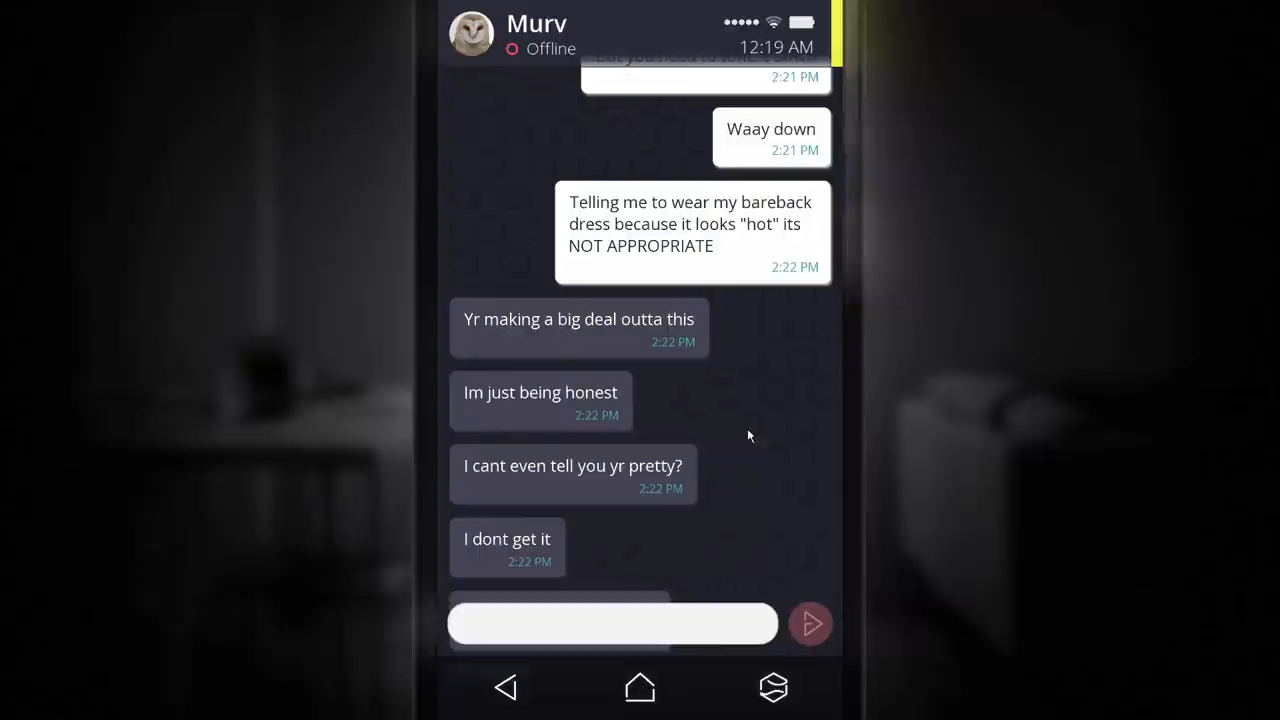 Murv
Offline
12:19 AM
2:21 PM
Waay down
2:21 PM
Telling me to wear my bareback
dress because it looks "hot" its
NOT APPROPRIATE
2:22 PM
Yr making a big deal outta this
2:22 PM
Im just being honest
2:22 PM
I cant even tell you yr pretty?
2:22 PM
I dont get it
2:22 PM